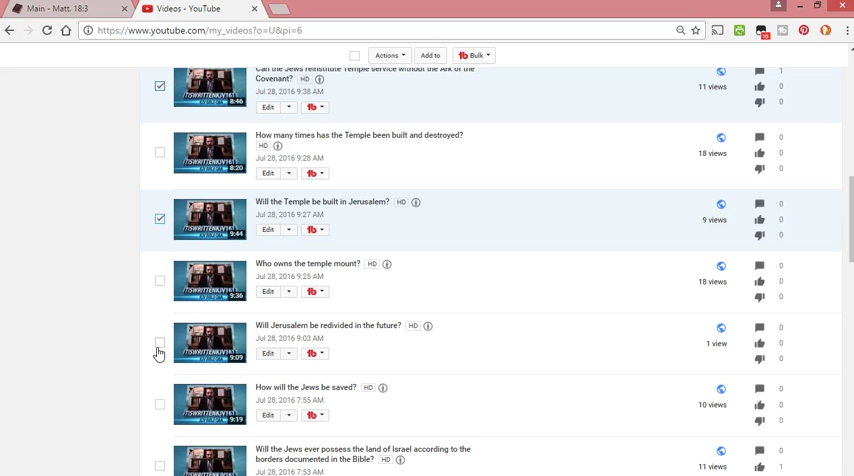 Main - Matt. 18:3
Videos - YouTube
https://www.youtube.com/my_videos?o=U&pi=6
10
Actions
Add to
Bulk
Can the Jews reinstitute Temple service without the Ark of the
Covenant? HD
11 views
1
0
0
Jul 28, 2016 9:38 AM
Edit
8:46
How many times has the Temple been built and destroyed?
HD
18 views
0
0
0
Jul 28, 2016 9:28 AM
Edit
/TISWRITTENKJV1611
8:20
Will the Temple be built in Jerusalem? HD
9 views
0
0
0
Jul 28, 2016 9:27 AM
Edit
/TISWRITTENKJV1611
9:44
Who owns the temple mount? HD
18 views
0
0
0
Jul 28, 2016 9:25 AM
Edit
/TISWRITTENKJV1611
9:36
Will Jerusalem be redivided in the future? HD
1 view
0
0
0
Jul 28, 2016 9:03 AM
Edit
/TISWRITTENKJV1611
9:09
How will the Jews be saved? HD
10 views
0
0
0
Jul 28, 2016 7:55 AM
Edit
/TISWRITTENKJV1611
9:19
Will the Jews ever possess the land of Israel according to the
borders documented in the Bible? HD
11 views
0
1
Jul 28, 2016 7:53 AM